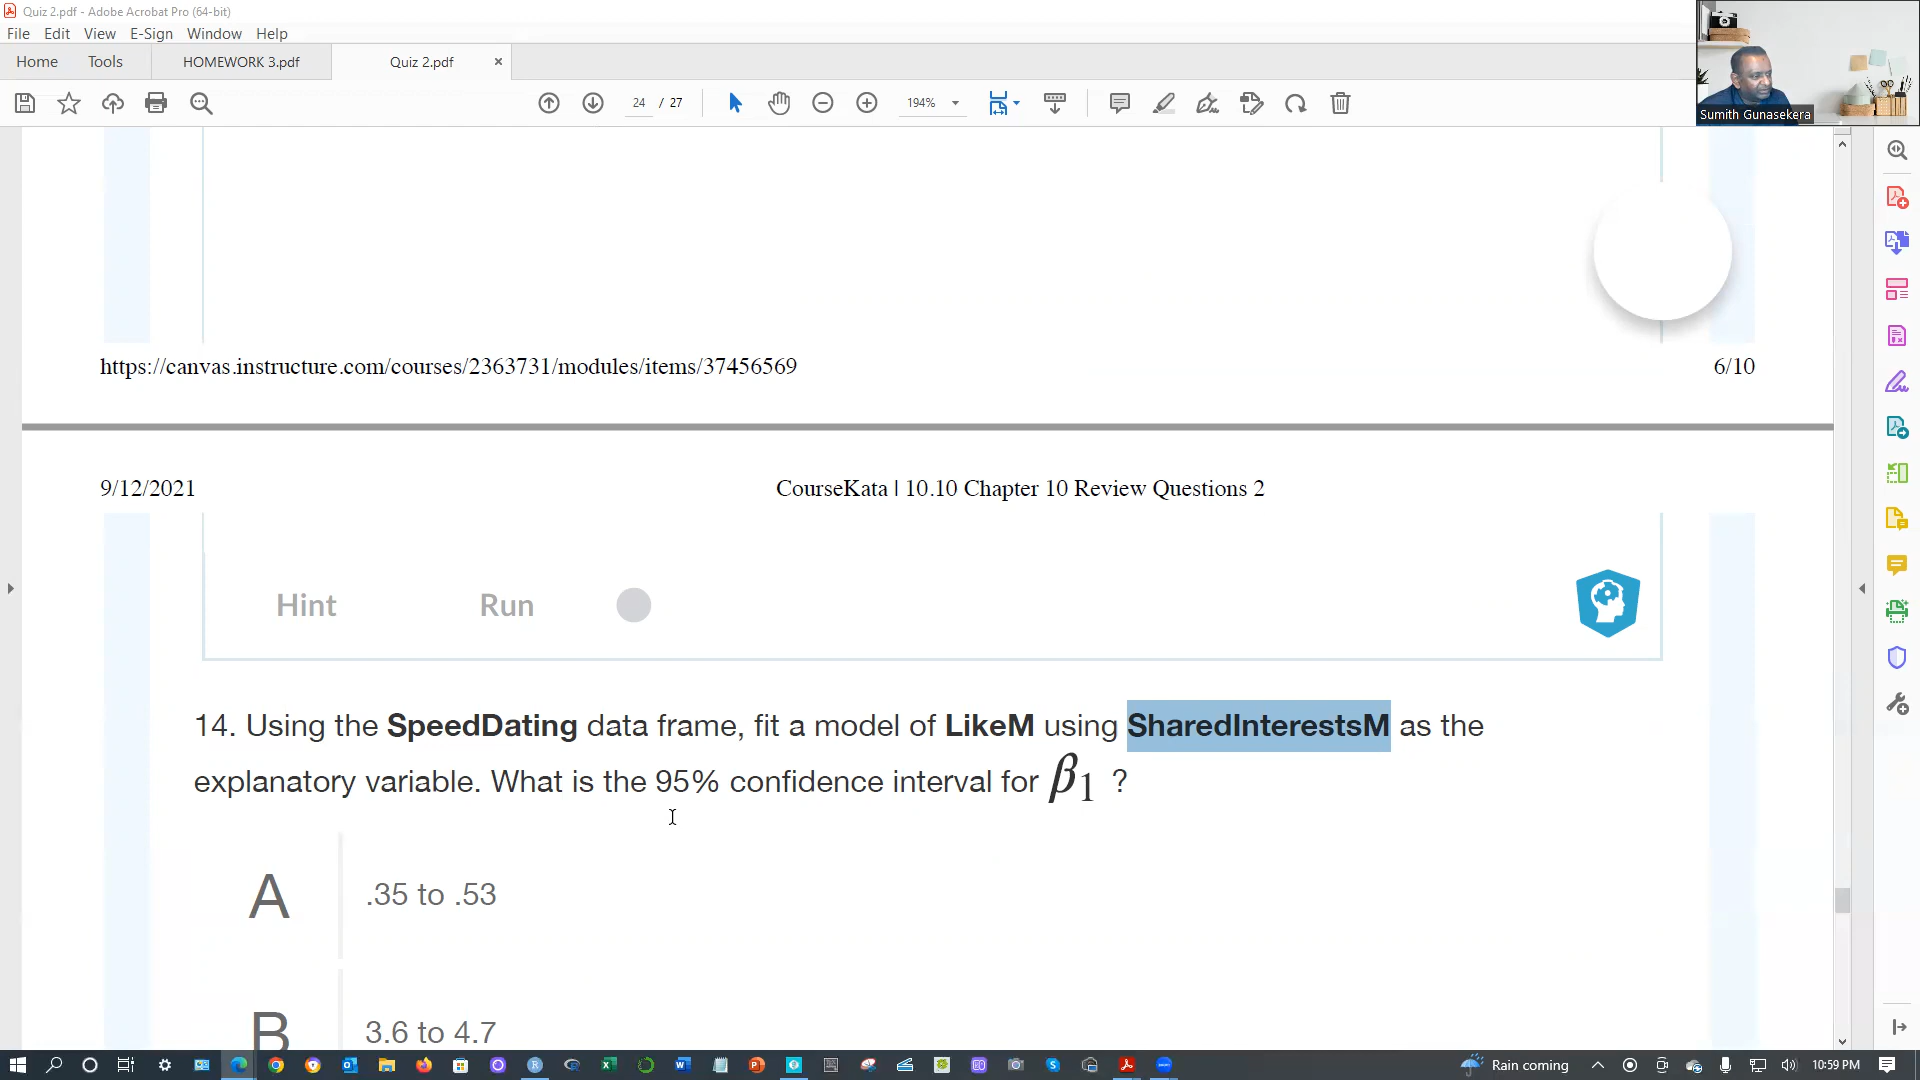 Quiz 2.pdf - Adobe Acrobat Pro (64-bit)
File Edit View E-Sign Window Help
Home Tools HOMEWORK 3.pdf Quiz 2.pdf ×
24 / 27 194%
Sumith Gunasekera
https://canvas.instructure.com/courses/2363731/modules/items/37456569 6/10
9/12/2021 CourseKata | 10.10 Chapter 10 Review Questions 2
Hint Run
14. Using the SpeedDating data frame, fit a model of LikeM using SharedInterestsM as the
explanatory variable. What is the 95% confidence interval for β1 ?
A .35 to .53
B 3.6 to 4.7
Rain coming 10:59 PM